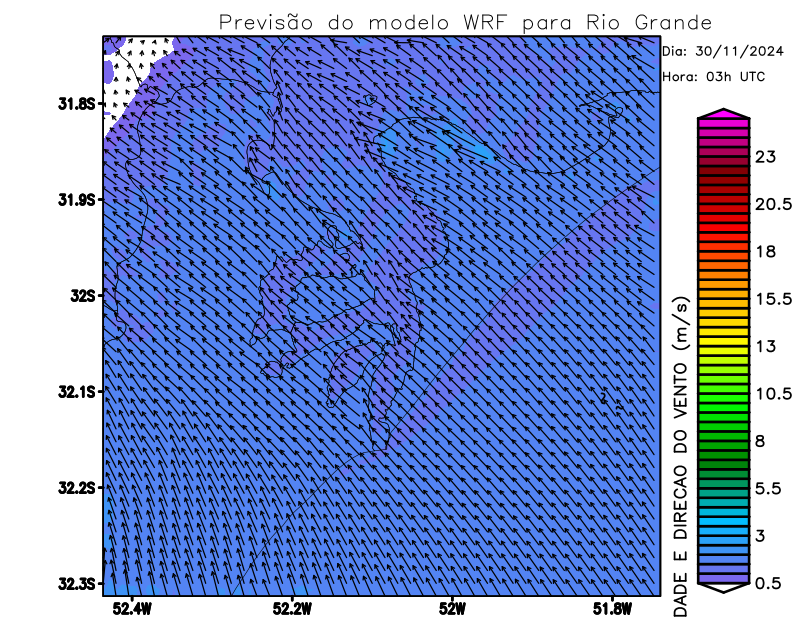 Previsão do modelo WRF para Rio Grande
Dia: 30/11/2024
Hora: 03h UTC
31.8S
31.9S
32S
32.1S
32.2S
32.3S
52.4W
52.2W
52W
51.8W
23
20.5
18
15.5
13
10.5
8
5.5
3
0.5
DADE E DIRECAO DO VENTO (m/s)